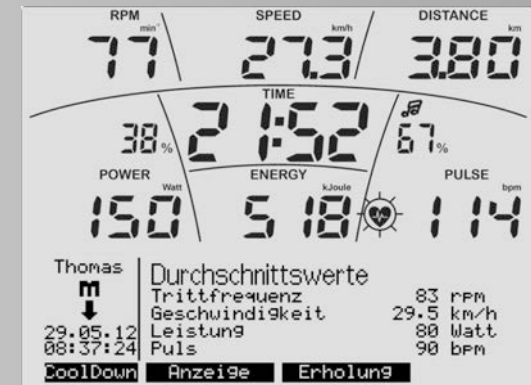 RPM SPEED DISTANCE
min⁻ km/h km
77 27.3 3.80
TIME
38% 21:52 67%
POWER ENERGY PULSE
Watt kJoule bpm
150 518 114
Thomas
m
29.05.12
08:37:24
Durchschnittswerte
Trittfrequenz 83 rpm
Geschwindigkeit 29.5 km/h
Leistung 80 Watt
Puls 90 bpm
CoolDown Anzeige Erholung